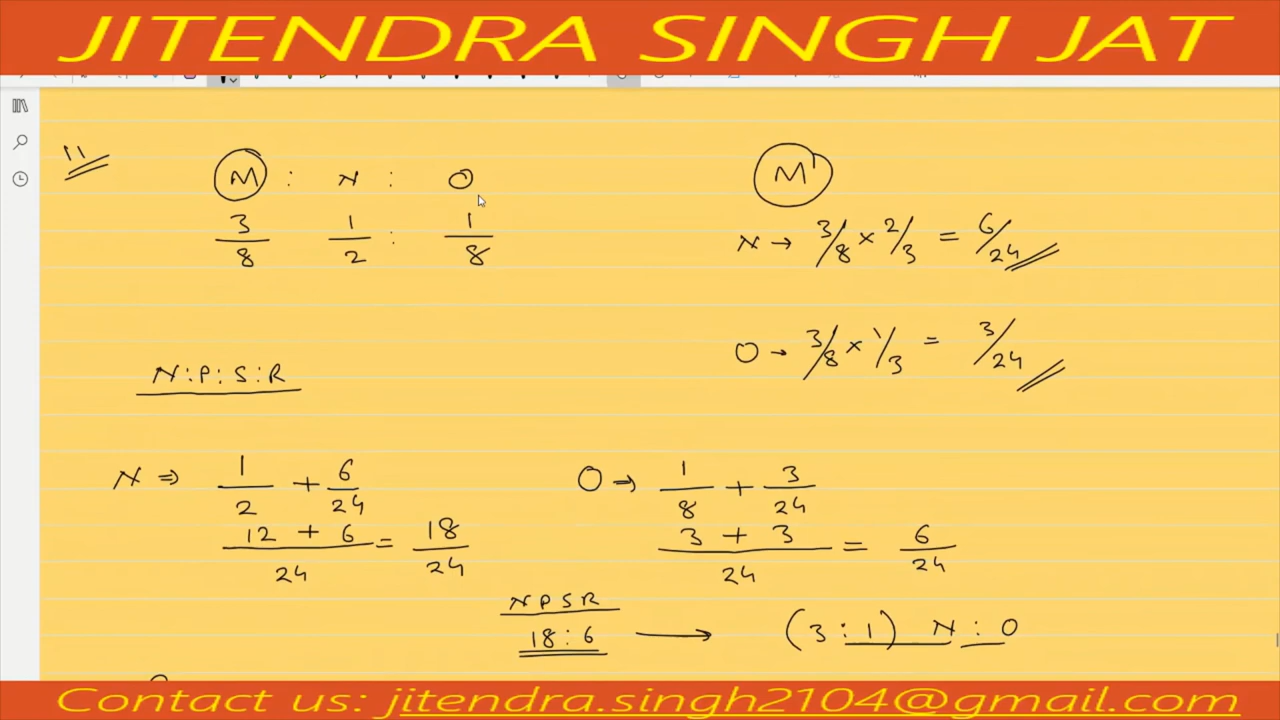 JITENDRA SINGH JAT
11
M : N : O
3/8 1/2 : 1/8
M
N → 3/8 × 2/3 = 6/24
O → 3/8 × 1/3 = 3/24
N : P : S : R
N ⇒ 1/2 + 6/24
12 + 6 / 24 = 18/24
O → 1/8 + 3/24
3 + 3 / 24 = 6/24
N P S R
18 : 6 → (3 : 1) N : O
Contact us: jitendra.singh2104@gmail.com